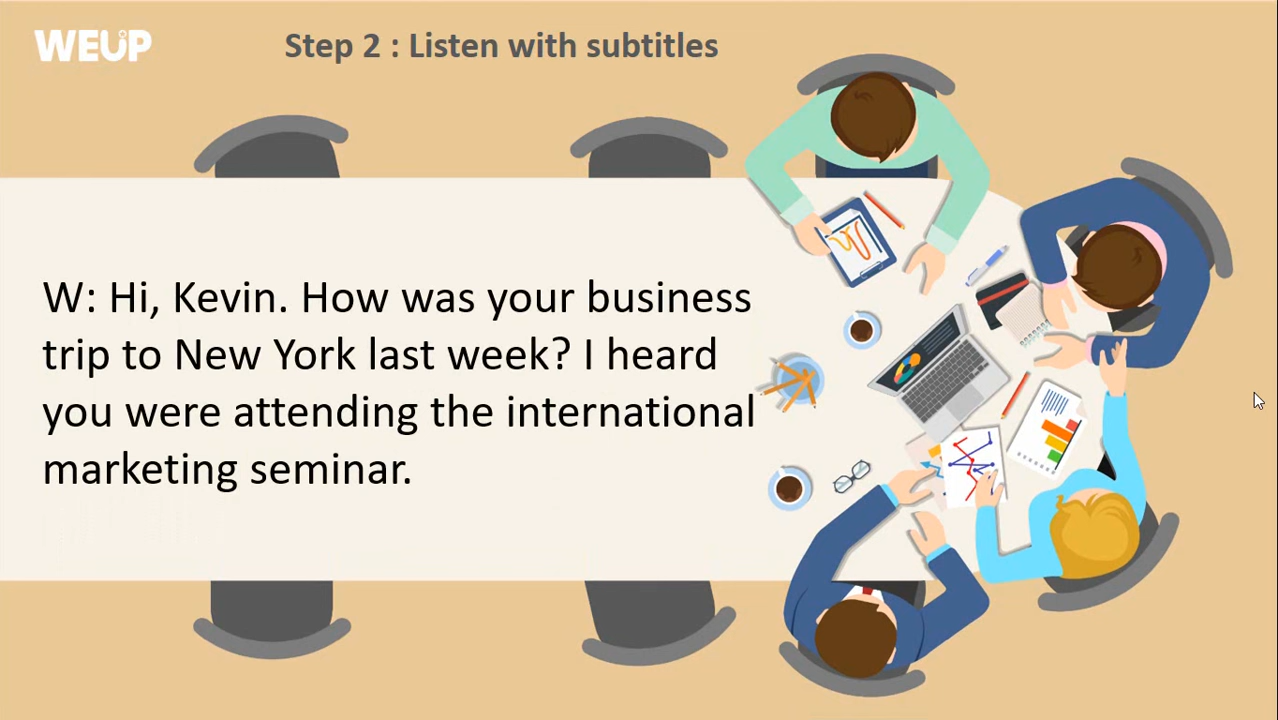 WEUP
Step 2 : Listen with subtitles
W: Hi, Kevin. How was your business
trip to New York last week? I heard
you were attending the international
marketing seminar.